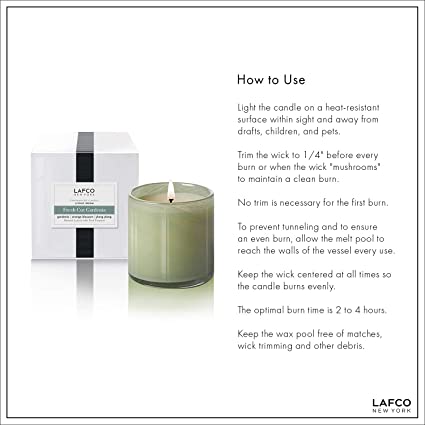 How to Use
Light the candle on a heat-resistant
surface within sight and away from
drafts, children, and pets.
Trim the wick to 1/4" before every
burn or when the wick "mushrooms"
to maintain a clean burn.
No trim is necessary for the first burn.
To prevent tunneling and to ensure
an even burn, allow the melt pool to
reach the walls of the vessel every use.
Keep the wick centered at all times so
the candle burns evenly.
The optimal burn time is 2 to 4 hours.
Keep the wax pool free of matches,
wick trimming and other debris.
LAFCO
NEW YORK
Fresh Cut Gardenia
gardenia | orange blossom | ylang ylang
LAFCO
NEW YORK